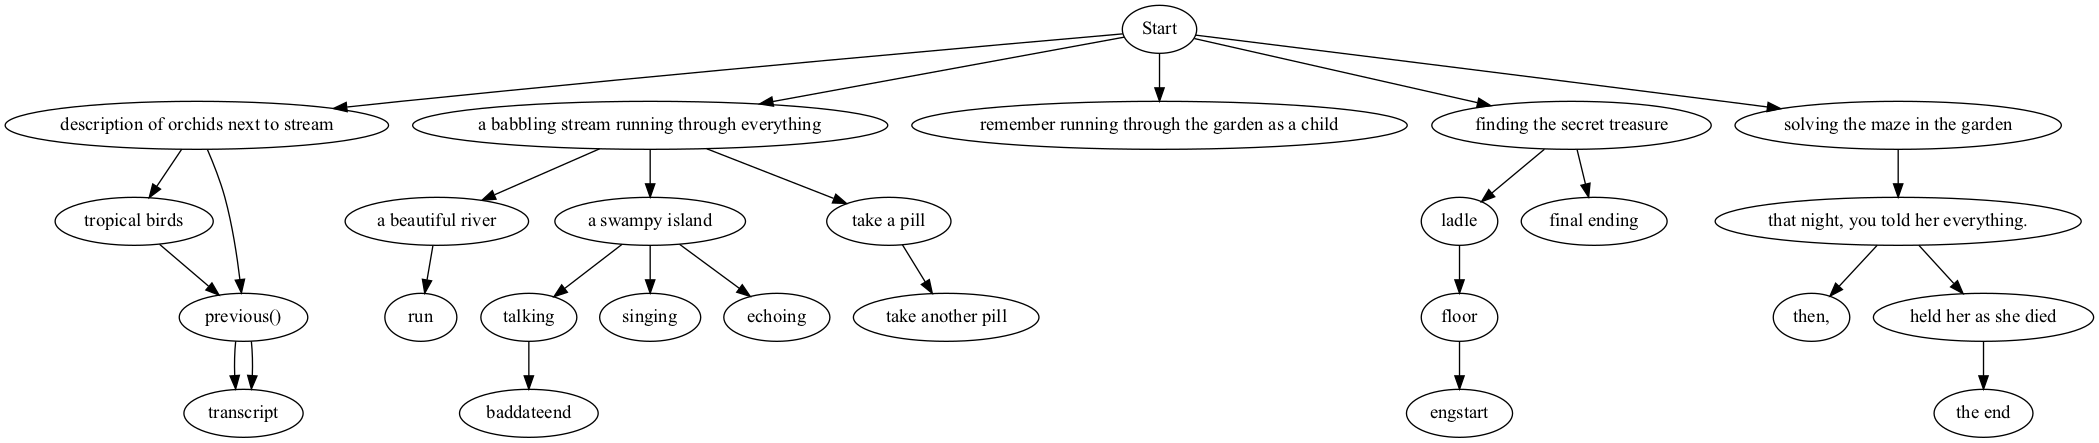 Start
description of orchids next to stream
a babbling stream running through everything
remember running through the garden as a child
finding the secret treasure
solving the maze in the garden
tropical birds
a beautiful river
a swampy island
take a pill
ladle
final ending
that night, you told her everything.
previous()
run
talking
singing
echoing
take another pill
floor
then,
held her as she died
transcript
baddateend
engstart
the end